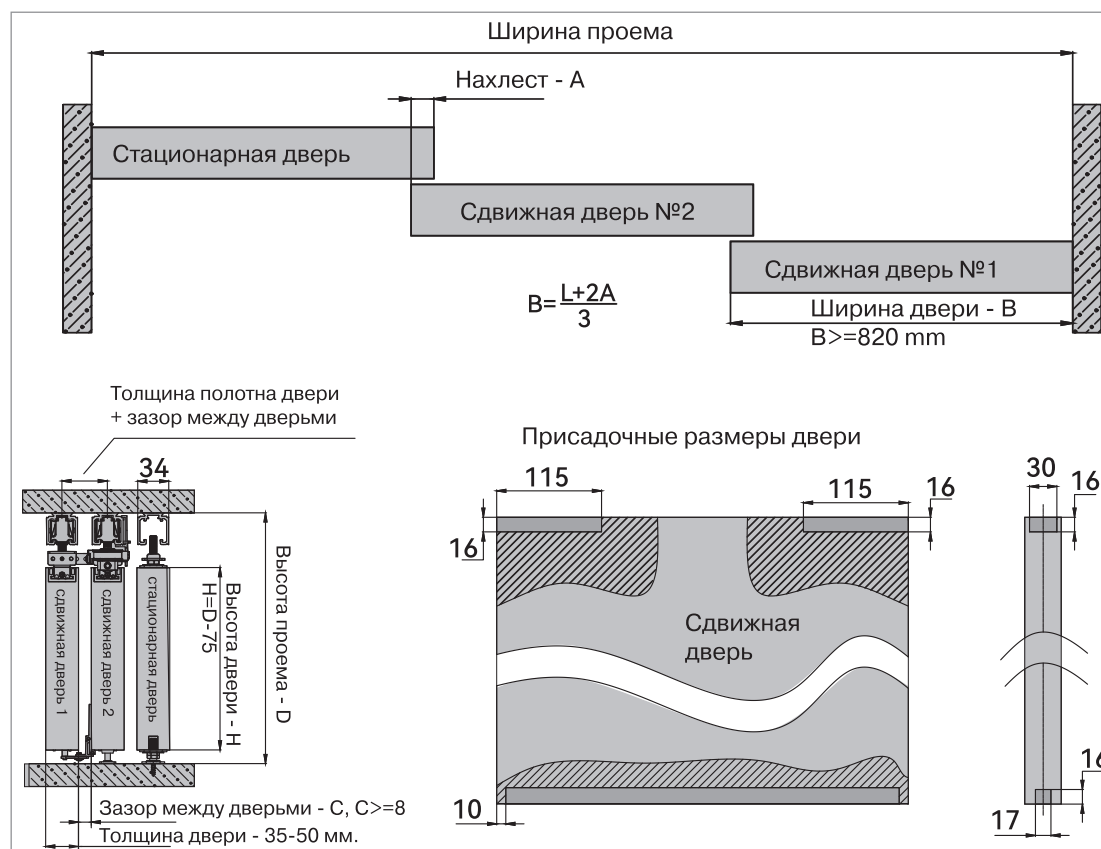 Ширина проема
Нахлест - А
Стационарная дверь
Сдвижная дверь №2
Сдвижная дверь №1
B=L+2A
3
Ширина двери - В
B>=820 mm
Толщина полотна двери
+ зазор между дверьми
34
сдвижная дверь 1
сдвижная дверь 2
стационарная дверь
Высота двери - Н
H=D-75
Высота проема - D
Зазор между дверьми - С, С>=8
Толщина двери - 35-50 мм.
Присадочные размеры двери
115
115
16
16
Сдвижная
дверь
10
30
16
16
17